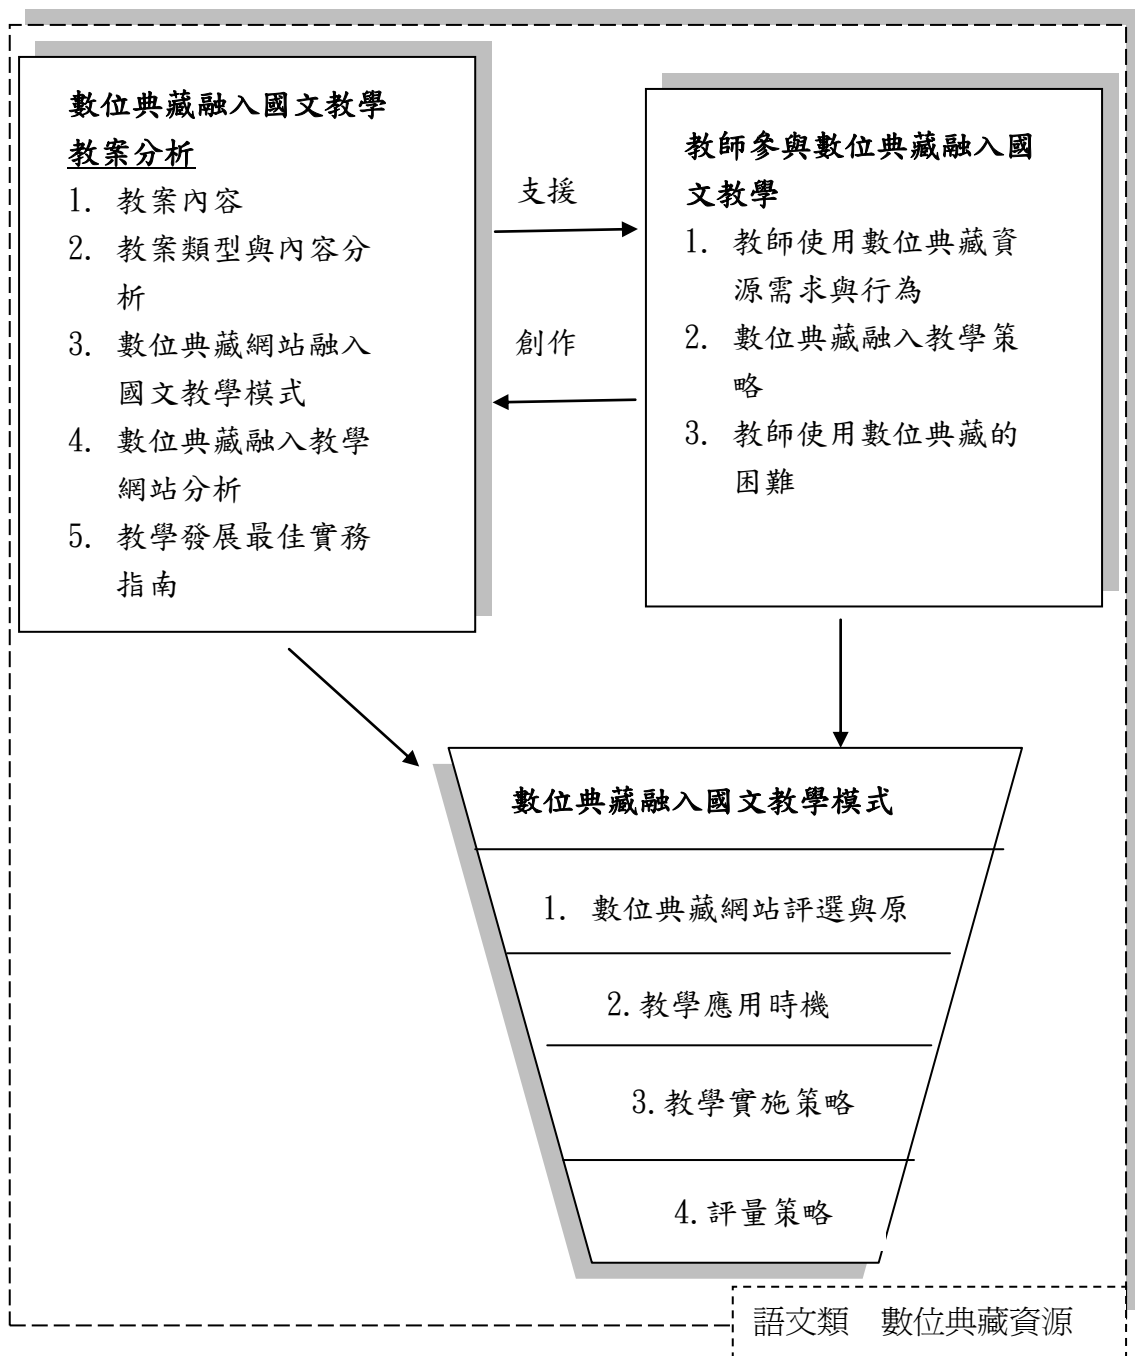 數位典藏融入國文教學
教案分析
1. 教案內容
2. 教案類型與內容分
析
3. 數位典藏網站融入
國文教學模式
4. 數位典藏融入教學
網站分析
5. 教學發展最佳實務
指南
支援
創作
教師參與數位典藏融入國
文教學
1. 教師使用數位典藏資
源需求與行為
2. 數位典藏融入教學策
略
3. 教師使用數位典藏的
困難
數位典藏融入國文教學模式
1. 數位典藏網站評選與原
2.教學應用時機
3.教學實施策略
4.評量策略
語文類　數位典藏資源